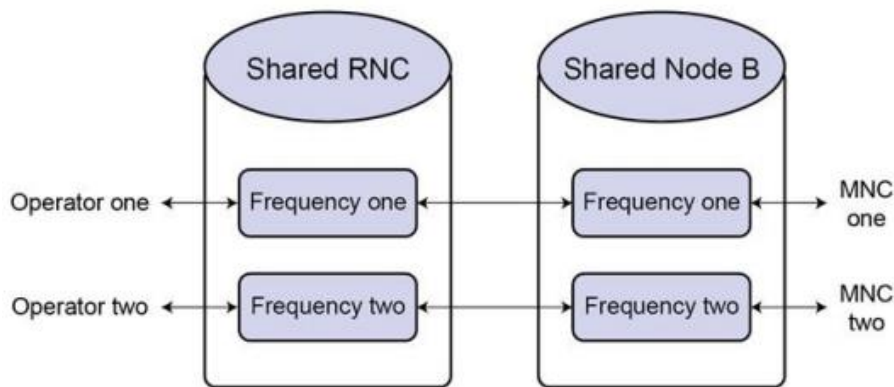 Shared RNC
Shared Node B
Operator one
Frequency one
Frequency one
MNC
one
Operator two
Frequency two
Frequency two
MNC
two